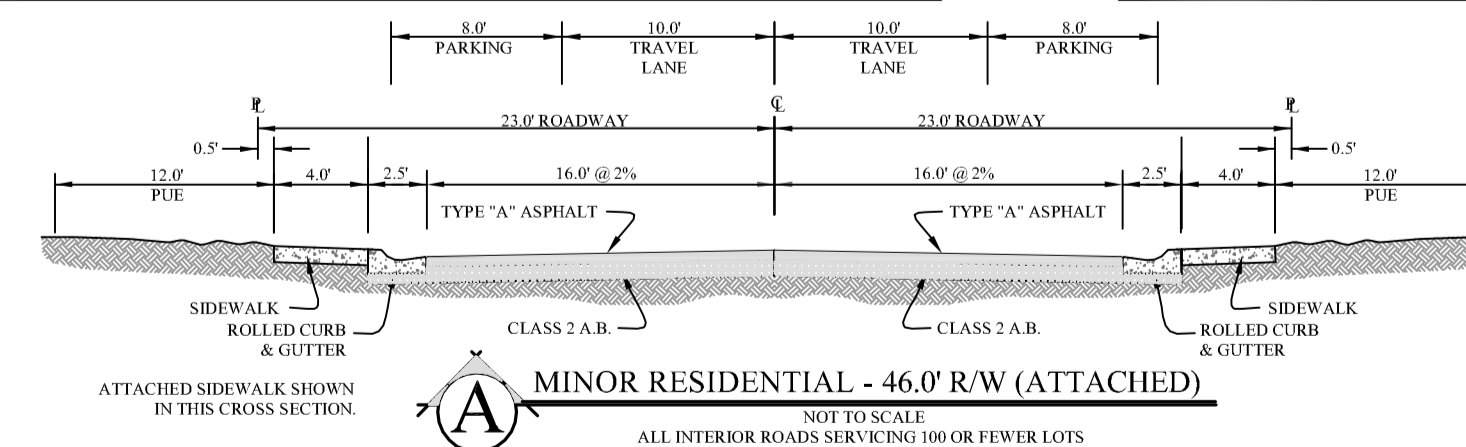 8.0' 10.0' 10.0' 8.0'
PARKING TRAVEL TRAVEL PARKING
LANE LANE
PL CL PL
23.0' ROADWAY 23.0' ROADWAY
0.5' 0.5'
12.0' 4.0' 2.5' 16.0' @ 2% 16.0' @ 2% 2.5' 4.0' 12.0'
PUE PUE
TYPE "A" ASPHALT TYPE "A" ASPHALT
SIDEWALK SIDEWALK
ROLLED CURB CLASS 2 A.B. CLASS 2 A.B. ROLLED CURB
& GUTTER & GUTTER
ATTACHED SIDEWALK SHOWN
IN THIS CROSS SECTION.
A
MINOR RESIDENTIAL - 46.0' R/W (ATTACHED)
NOT TO SCALE
ALL INTERIOR ROADS SERVICING 100 OR FEWER LOTS